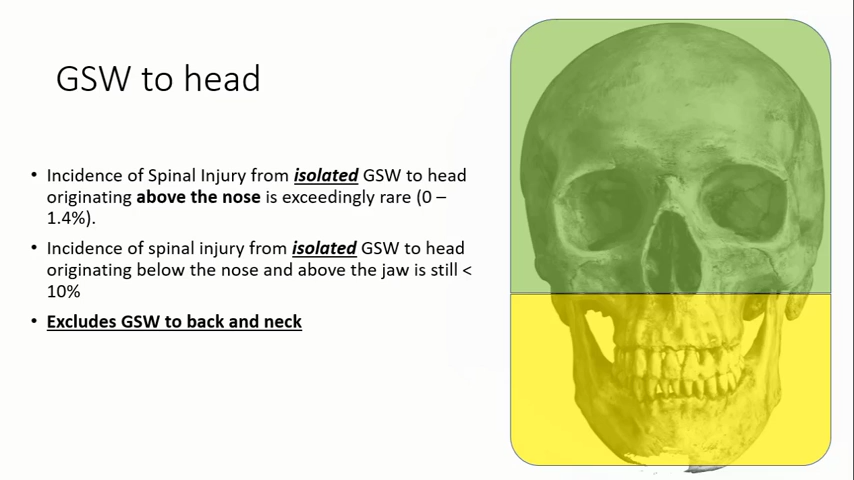 GSW to head
• Incidence of Spinal Injury from isolated GSW to head
originating above the nose is exceedingly rare (0 –
1.4%).
• Incidence of spinal injury from isolated GSW to head
originating below the nose and above the jaw is still <
10%
• Excludes GSW to back and neck